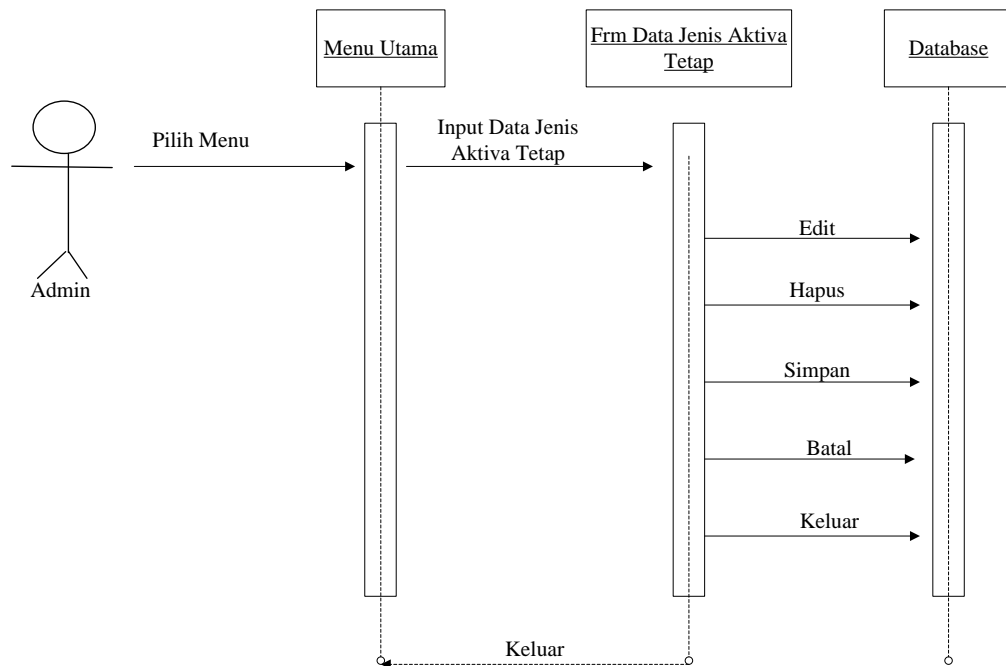 Menu Utama
Frm Data Jenis Aktiva
Tetap
Database
Pilih Menu
Input Data Jenis
Aktiva Tetap
Admin
Edit
Hapus
Simpan
Batal
Keluar
Keluar